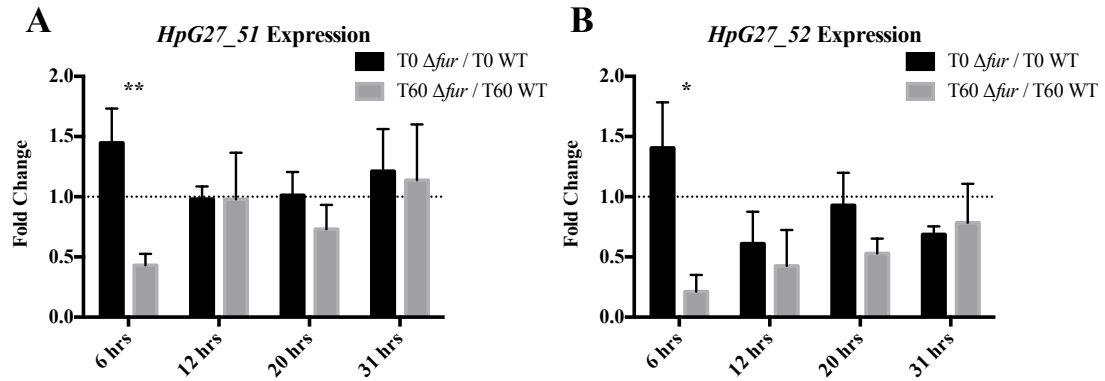 A
HpG27_51 Expression
T0 Δfur / T0 WT
T60 Δfur / T60 WT
**
2.0
1.5
1.0
0.5
0.0
Fold Change
6 hrs
12 hrs
20 hrs
31 hrs
B
HpG27_52 Expression
T0 Δfur / T0 WT
T60 Δfur / T60 WT
*
2.0
1.5
1.0
0.5
0.0
Fold Change
6 hrs
12 hrs
20 hrs
31 hrs